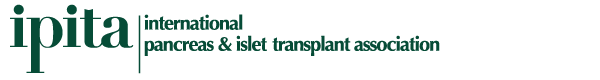 ipita
international
pancreas & islet transplant association